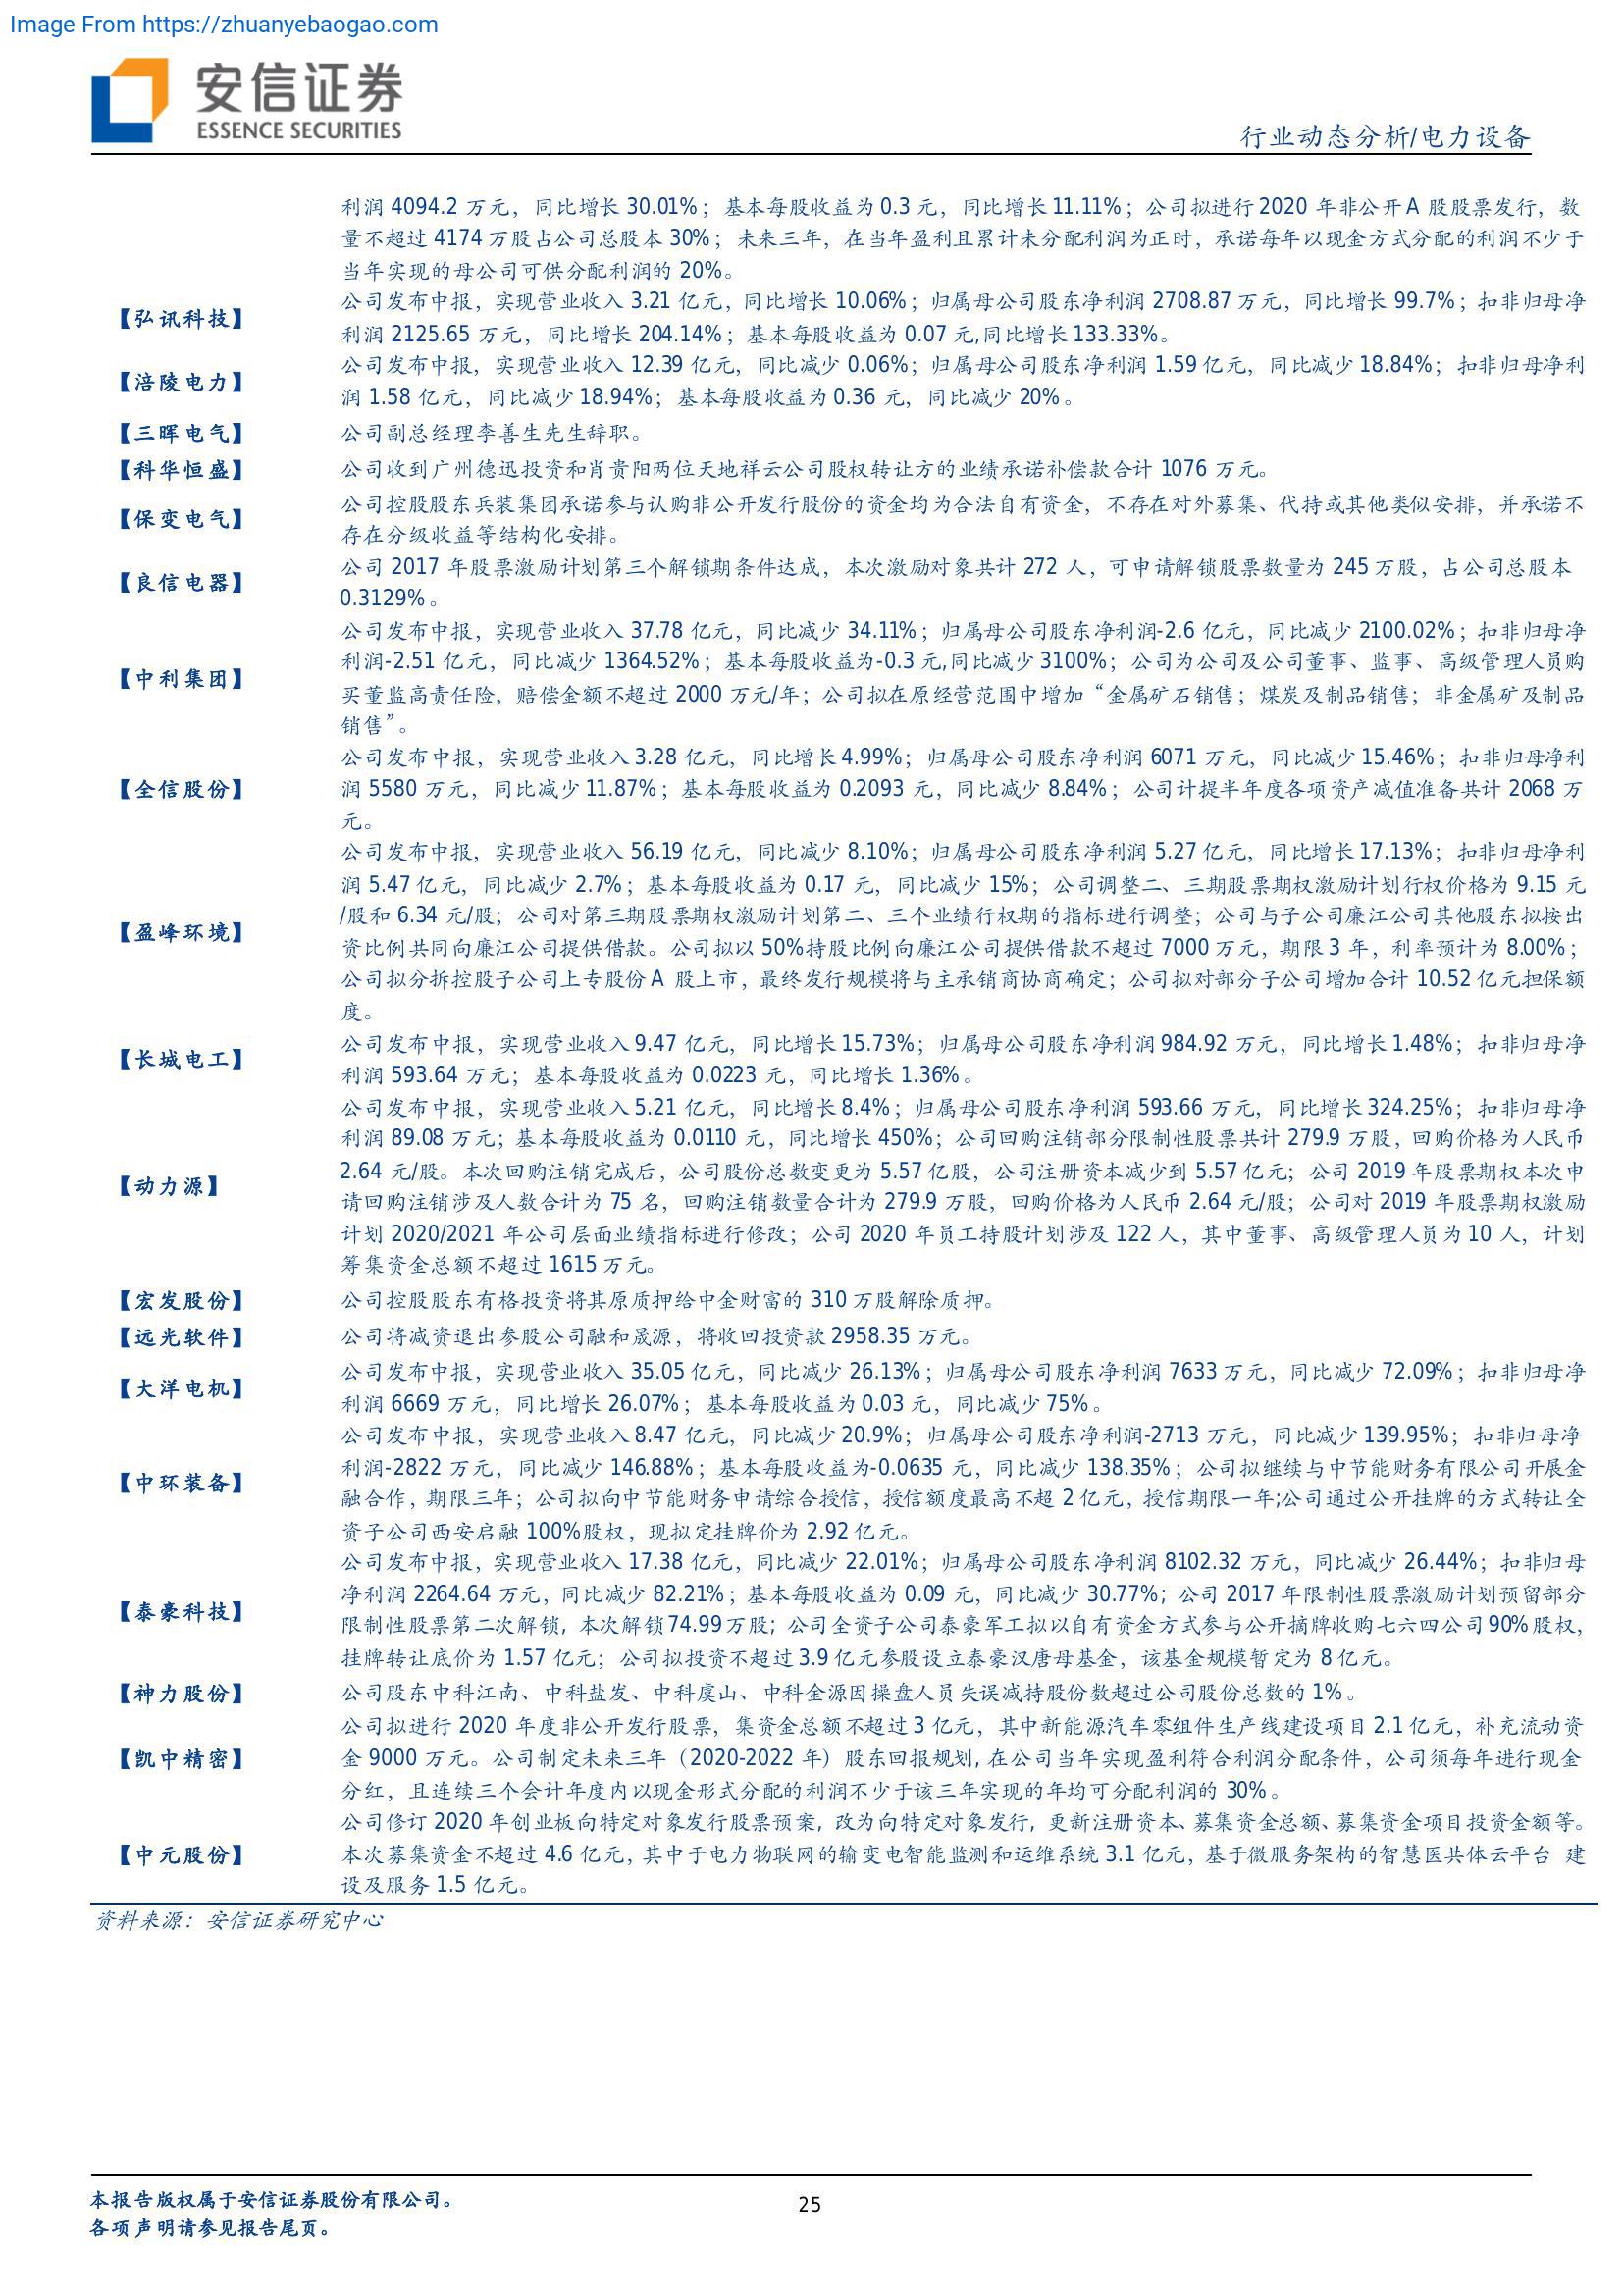 Image From https://zhuanyebaogao.com
安信证券
ESSENCE SECURITIES
行业动态分析/电力设备
利润 4094.2 万元，同比增长 30.01%；基本每股收益为 0.3 元，同比增长 11.11%；公司拟进行 2020 年非公开 A 股股票发行，数
量不超过 4174 万股占公司总股本 30%；未来三年，在当年盈利且累计未分配利润为正时，承诺每年以现金方式分配的利润不少于
当年实现的母公司可供分配利润的 20%。
【弘讯科技】
公司发布中报，实现营业收入 3.21 亿元，同比增长 10.06%；归属母公司股东净利润 2708.87 万元，同比增长 99.7%；扣非归母净
利润 2125.65 万元，同比增长 204.14%；基本每股收益为 0.07 元,同比增长 133.33%。
【涪陵电力】
公司发布中报，实现营业收入 12.39 亿元，同比减少 0.06%；归属母公司股东净利润 1.59 亿元，同比减少 18.84%；扣非归母净利
润 1.58 亿元，同比减少 18.94%；基本每股收益为 0.36 元，同比减少 20%。
【三晖电气】
公司副总经理李善生先生辞职。
【科华恒盛】
公司收到广州德迅投资和肖贵阳两位天地祥云公司股权转让方的业绩承诺补偿款合计 1076 万元。
【保变电气】
公司控股股东兵装集团承诺参与认购非公开发行股份的资金均为合法自有资金，不存在对外募集、代持或其他类似安排，并承诺不
存在分级收益等结构化安排。
【良信电器】
公司 2017 年股票激励计划第三个解锁期条件达成，本次激励对象共计 272 人，可申请解锁股票数量为 245 万股，占公司总股本
0.3129%。
【中利集团】
公司发布中报，实现营业收入 37.78 亿元，同比减少 34.11%；归属母公司股东净利润-2.6 亿元，同比减少 2100.02%；扣非归母净
利润-2.51 亿元，同比减少 1364.52%；基本每股收益为-0.3 元,同比减少 3100%；公司为公司及公司董事、监事、高级管理人员购
买董监高责任险，赔偿金额不超过 2000 万元/年；公司拟在原经营范围中增加“金属矿石销售；煤炭及制品销售；非金属矿及制品
销售”。
【全信股份】
公司发布中报，实现营业收入 3.28 亿元，同比增长 4.99%；归属母公司股东净利润 6071 万元，同比减少 15.46%；扣非归母净利
润 5580 万元，同比减少 11.87%；基本每股收益为 0.2093 元，同比减少 8.84%；公司计提半年度各项资产减值准备共计 2068 万
元。
【盈峰环境】
公司发布中报，实现营业收入 56.19 亿元，同比减少 8.10%；归属母公司股东净利润 5.27 亿元，同比增长 17.13%；扣非归母净利
润 5.47 亿元，同比减少 2.7%；基本每股收益为 0.17 元，同比减少 15%；公司调整二、三期股票期权激励计划行权价格为 9.15 元
/股和 6.34 元/股；公司对第三期股票期权激励计划第二、三个业绩行权期的指标进行调整；公司与子公司廉江公司其他股东拟按出
资比例共同向廉江公司提供借款。公司拟以 50%持股比例向廉江公司提供借款不超过 7000 万元，期限 3 年，利率预计为 8.00%；
公司拟分拆控股子公司上专股份 A 股上市，最终发行规模将与主承销商协商确定；公司拟对部分子公司增加合计 10.52 亿元担保额
度。
【长城电工】
公司发布中报，实现营业收入 9.47 亿元，同比增长 15.73%；归属母公司股东净利润 984.92 万元，同比增长 1.48%；扣非归母净
利润 593.64 万元；基本每股收益为 0.0223 元，同比增长 1.36%。
【动力源】
公司发布中报，实现营业收入 5.21 亿元，同比增长 8.4%；归属母公司股东净利润 593.66 万元，同比增长 324.25%；扣非归母净
利润 89.08 万元；基本每股收益为 0.0110 元，同比增长 450%；公司回购注销部分限制性股票共计 279.9 万股，回购价格为人民币
2.64 元/股。本次回购注销完成后，公司股份总数变更为 5.57 亿股，公司注册资本减少到 5.57 亿元；公司 2019 年股票期权本次申
请回购注销涉及人数合计为 75 名，回购注销数量合计为 279.9 万股，回购价格为人民币 2.64 元/股；公司对 2019 年股票期权激励
计划 2020/2021 年公司层面业绩指标进行修改；公司 2020 年员工持股计划涉及 122 人，其中董事、高级管理人员为 10 人，计划
筹集资金总额不超过 1615 万元。
【宏发股份】
公司控股股东有格投资将其原质押给中金财富的 310 万股解除质押。
【远光软件】
公司将减资退出参股公司融和晟源，将收回投资款 2958.35 万元。
【大洋电机】
公司发布中报，实现营业收入 35.05 亿元，同比减少 26.13%；归属母公司股东净利润 7633 万元，同比减少 72.09%；扣非归母净
利润 6669 万元，同比增长 26.07%；基本每股收益为 0.03 元，同比减少 75%。
【中环装备】
公司发布中报，实现营业收入 8.47 亿元，同比减少 20.9%；归属母公司股东净利润-2713 万元，同比减少 139.95%；扣非归母净
利润-2822 万元，同比减少 146.88%；基本每股收益为-0.0635 元，同比减少 138.35%；公司拟继续与中节能财务有限公司开展金
融合作，期限三年；公司拟向中节能财务申请综合授信，授信额度最高不超 2 亿元，授信期限一年;公司通过公开挂牌的方式转让全
资子公司西安启融 100%股权，现拟定挂牌价为 2.92 亿元。
【泰豪科技】
公司发布中报，实现营业收入 17.38 亿元，同比减少 22.01%；归属母公司股东净利润 8102.32 万元，同比减少 26.44%；扣非归母
净利润 2264.64 万元，同比减少 82.21%；基本每股收益为 0.09 元，同比减少 30.77%；公司 2017 年限制性股票激励计划预留部分
限制性股票第二次解锁，本次解锁 74.99 万股；公司全资子公司泰豪军工拟以自有资金方式参与公开摘牌收购七六四公司 90%股权，
挂牌转让底价为 1.57 亿元；公司拟投资不超过 3.9 亿元参股设立泰豪汉唐母基金，该基金规模暂定为 8 亿元。
【神力股份】
公司股东中科江南、中科盐发、中科虞山、中科金源因操盘人员失误减持股份数超过公司股份总数的 1%。
【凯中精密】
公司拟进行 2020 年度非公开发行股票，集资金总额不超过 3 亿元，其中新能源汽车零组件生产线建设项目 2.1 亿元，补充流动资
金 9000 万元。公司制定未来三年（2020-2022 年）股东回报规划,在公司当年实现盈利符合利润分配条件，公司须每年进行现金
分红，且连续三个会计年度内以现金形式分配的利润不少于该三年实现的年均可分配利润的 30%。
【中元股份】
公司修订 2020 年创业板向特定对象发行股票预案，改为向特定对象发行，更新注册资本、募集资金总额、募集资金项目投资金额等。
本次募集资金不超过 4.6 亿元，其中于电力物联网的输变电智能监测和运维系统 3.1 亿元，基于微服务架构的智慧医共体云平台 建
设及服务 1.5 亿元。
资料来源：安信证券研究中心
本报告版权属于安信证券股份有限公司。
各项声明请参见报告尾页。
25